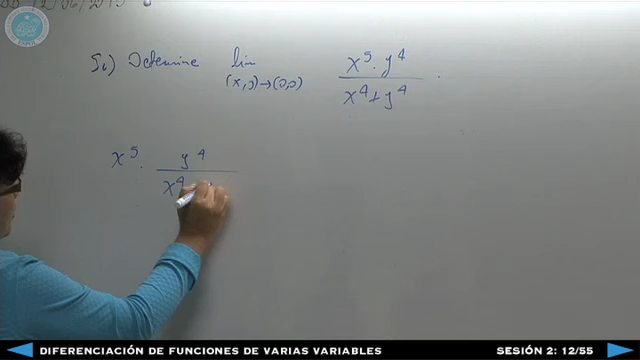 5b) Determine lim x⁵·y⁴
(x,y)→(0,0) x⁴+y⁴
x⁵· y⁴
x⁴
DIFERENCIACIÓN DE FUNCIONES DE VARIAS VARIABLES SESIÓN 2: 12/55